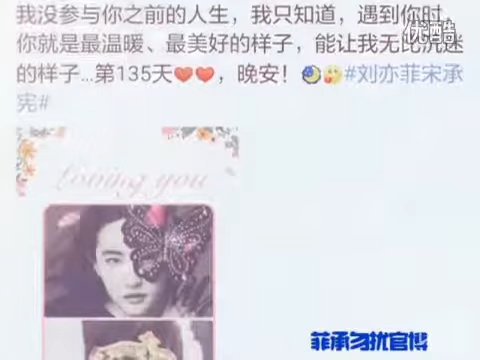 优酷
我没参与你之前的人生，我只知道，遇到你时，
你就是最温暖、最美好的样子，能让我无比沉迷
的样子...第135天❤❤，晚安！🌛😜#刘亦菲宋承
宪#
Loving you
菲承勿扰官博